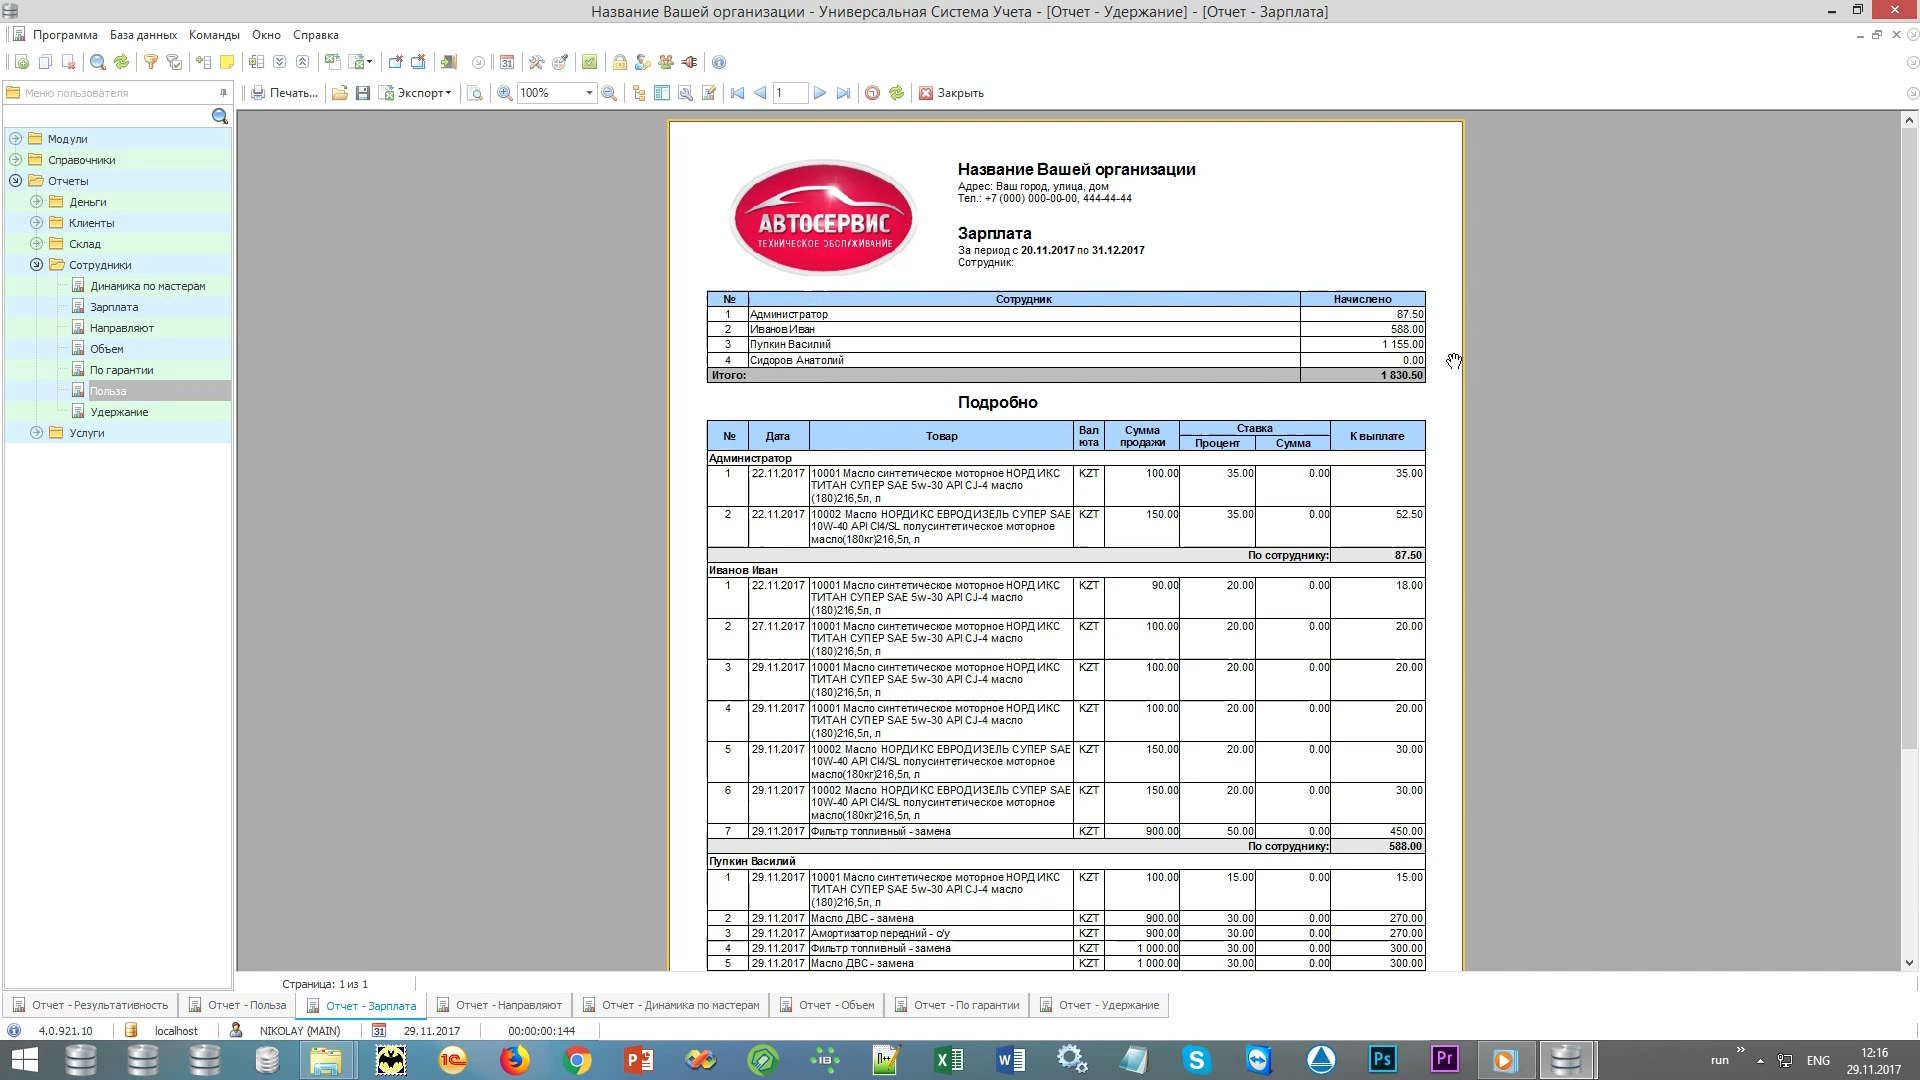 Название Вашей организации - Универсальная Система Учета - [Отчет - Удержание] - [Отчет - Зарплата]
Программа База данных Команды Окно Справка
Меню пользователя
Печать... Экспорт 100% 1 Закрыть
Модули
Справочники
Отчеты
Деньги
Клиенты
Склад
Сотрудники
Динамика по мастерам
Зарплата
Направляют
Объем
По гарантии
Польза
Удержание
Услуги
АВТОСЕРВИС
ТЕХНИЧЕСКОЕ ОБСЛУЖИВАНИЕ
Название Вашей организации
Адрес: Ваш город, улица, дом
Тел.: +7 (000) 000-00-00, 444-44-44
Зарплата
За период с 20.11.2017 по 31.12.2017
Сотрудник:
№ Сотрудник Начислено
1 Администратор 87.50
2 Иванов Иван 588.00
3 Пупкин Василий 1 155.00
4 Сидоров Анатолий 0.00
Итого: 1 830.50
Подробно
№ Дата Товар Вал юта Сумма продажи Ставка Процент Сумма К выплате
Администратор
1 22.11.2017 10001 Масло синтетическое моторное НОРДИКС KZT 100.00 35.00 0.00 35.00
ТИТАН СУПЕР SAE 5w-30 API CJ-4 масло
(180)216,5л, л
2 22.11.2017 10002 Масло НОРДИКС ЕВРОДИЗЕЛЬ СУПЕР SAE KZT 150.00 35.00 0.00 52.50
10W-40 API CI4/SL полусинтетическое моторное
масло(180кг)216,5л, л
По сотруднику: 87.50
Иванов Иван
1 22.11.2017 10001 Масло синтетическое моторное НОРДИКС KZT 90.00 20.00 0.00 18.00
ТИТАН СУПЕР SAE 5w-30 API CJ-4 масло
(180)216,5л, л
2 27.11.2017 10001 Масло синтетическое моторное НОРДИКС KZT 100.00 20.00 0.00 20.00
ТИТАН СУПЕР SAE 5w-30 API CJ-4 масло
(180)216,5л, л
3 29.11.2017 10001 Масло синтетическое моторное НОРДИКС KZT 100.00 20.00 0.00 20.00
ТИТАН СУПЕР SAE 5w-30 API CJ-4 масло
(180)216,5л, л
4 29.11.2017 10001 Масло синтетическое моторное НОРДИКС KZT 100.00 20.00 0.00 20.00
ТИТАН СУПЕР SAE 5w-30 API CJ-4 масло
(180)216,5л, л
5 29.11.2017 10002 Масло НОРДИКС ЕВРОДИЗЕЛЬ СУПЕР SAE KZT 150.00 20.00 0.00 30.00
10W-40 API CI4/SL полусинтетическое моторное
масло(180кг)216,5л, л
6 29.11.2017 10002 Масло НОРДИКС ЕВРОДИЗЕЛЬ СУПЕР SAE KZT 150.00 20.00 0.00 30.00
10W-40 API CI4/SL полусинтетическое моторное
масло(180кг)216,5л, л
7 29.11.2017 Фильтр топливный - замена KZT 900.00 50.00 0.00 450.00
По сотруднику: 588.00
Пупкин Василий
1 29.11.2017 10001 Масло синтетическое моторное НОРДИКС KZT 100.00 15.00 0.00 15.00
ТИТАН СУПЕР SAE 5w-30 API CJ-4 масло
(180)216,5л, л
2 29.11.2017 Масло ДВС - замена KZT 900.00 30.00 0.00 270.00
3 29.11.2017 Амортизатор передний - с/у KZT 900.00 30.00 0.00 270.00
4 29.11.2017 Фильтр топливный - замена KZT 1 000.00 30.00 0.00 300.00
5 29.11.2017 Масло ДВС - замена KZT 1 000.00 30.00 0.00 300.00
Страница: 1 из 1
Отчет - Результативность Отчет - Польза Отчет - Зарплата Отчет - Направляют Отчет - Динамика по мастерам Отчет - Объем Отчет - По гарантии Отчет - Удержание
4.0.921.10 localhost NIKOLAY (MAIN) 31 29.11.2017 00:00:00:144
run ENG 12:16
29.11.2017